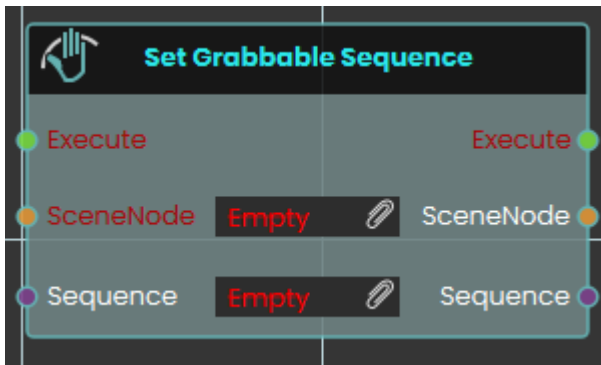 Set Grabbable Sequence
Execute Execute
SceneNode Empty SceneNode
Sequence Empty Sequence